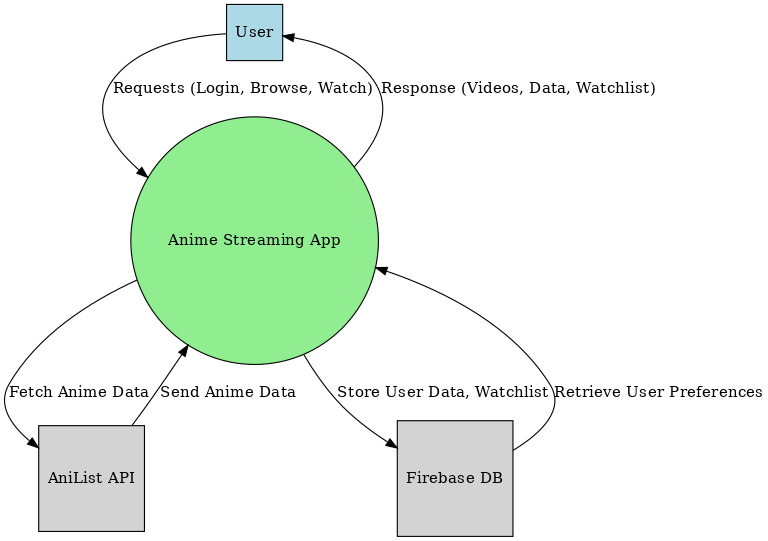 User
Requests (Login, Browse, Watch)
Response (Videos, Data, Watchlist)
Anime Streaming App
Fetch Anime Data
Send Anime Data
Store User Data, Watchlist
Retrieve User Preferences
AniList API
Firebase DB